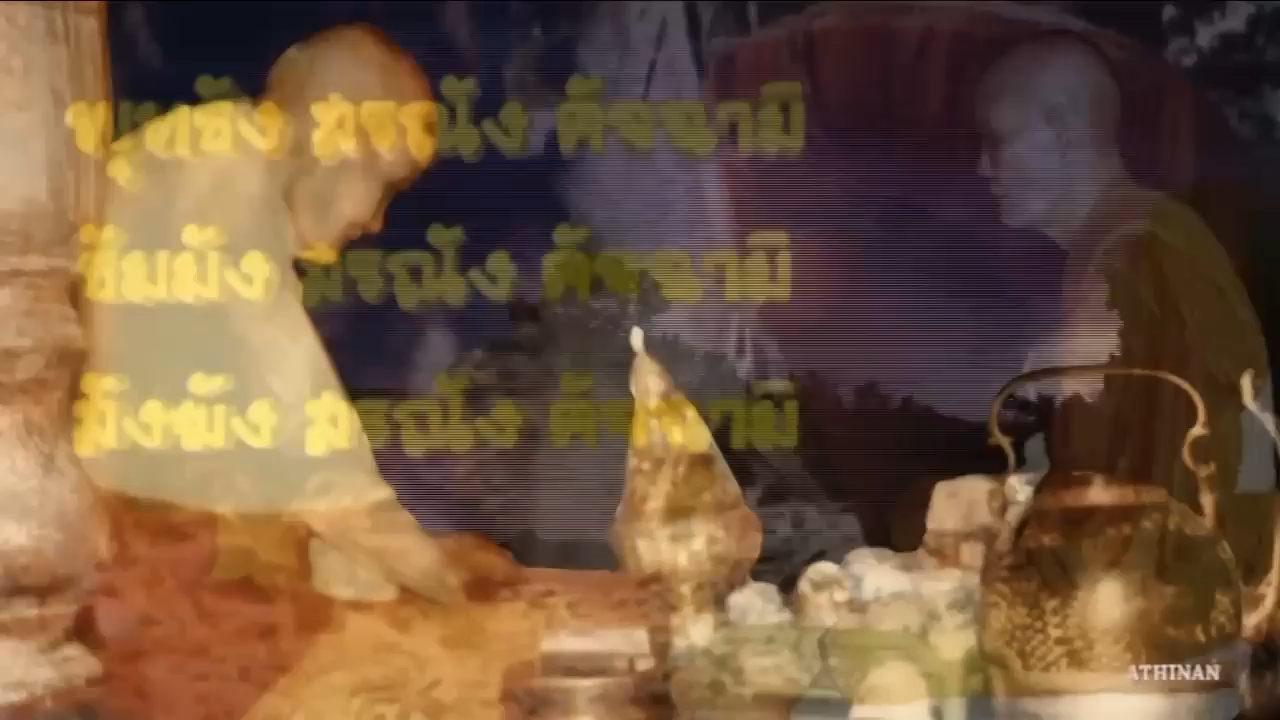 พุทธัง สรณัง คัจฉามิ
ธัมมัง สรณัง คัจฉามิ
สังฆัง สรณัง คัจฉามิ
ATHINAN